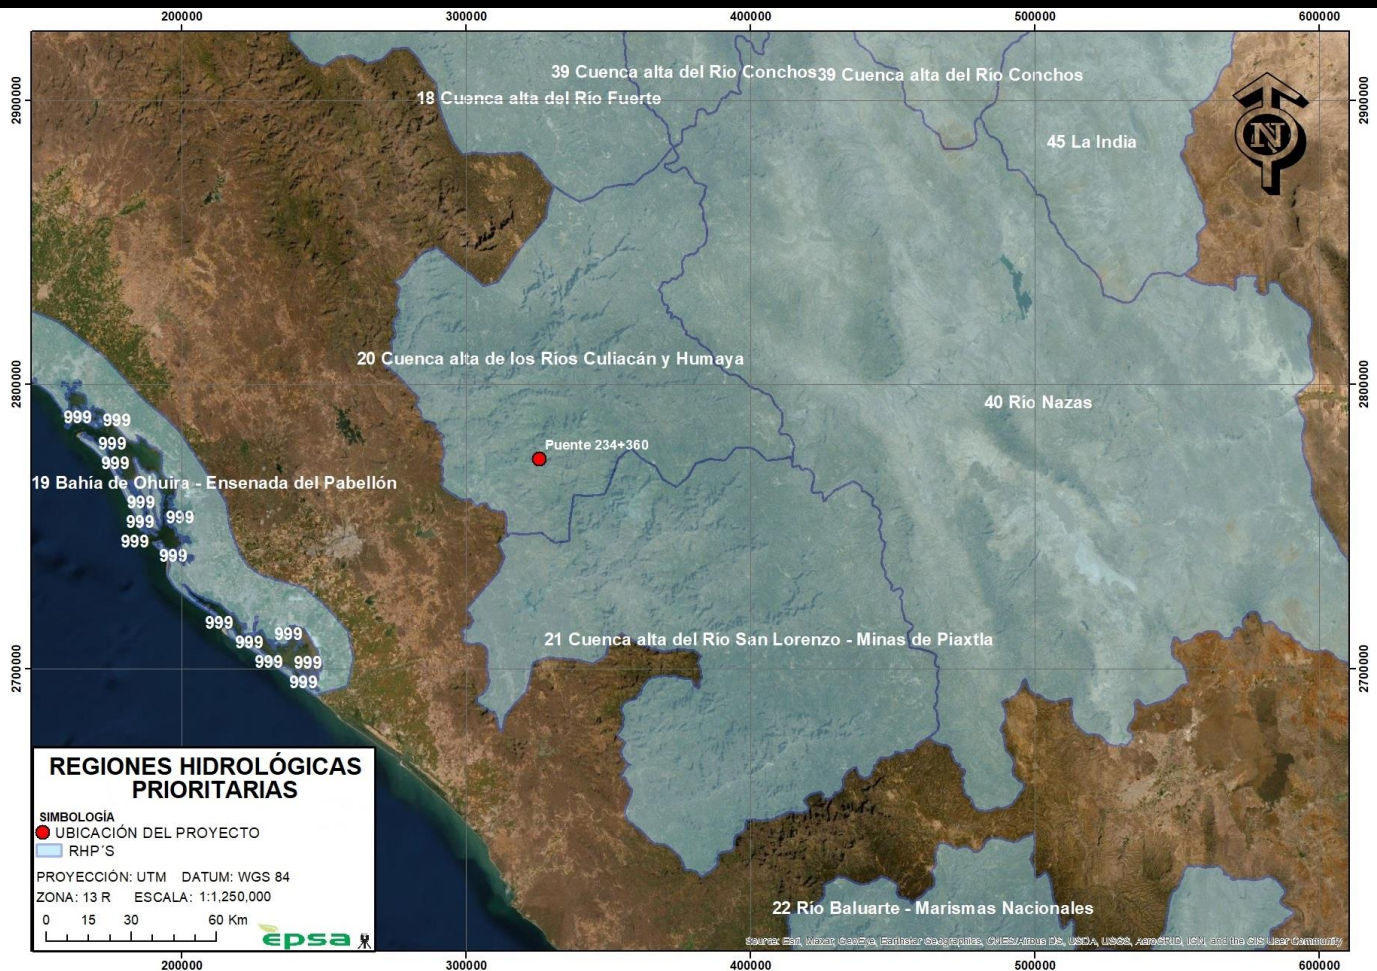 200000 300000 400000 500000 600000
39 Cuenca alta del Río Conchos
39 Cuenca alta del Río Conchos
18 Cuenca alta del Río Fuerte
2900000 2900000
N
45 La India
20 Cuenca alta de los Ríos Culiacán y Humaya
2800000 2800000
40 Río Nazas
999 999
999
999
Puente 234+360
19 Bahía de Ohuira - Ensenada del Pabellón
999
999 999
999
999
999
999 999
999 999
999
21 Cuenca alta del Río San Lorenzo - Minas de Piaxtla
2700000 2700000
REGIONES HIDROLÓGICAS
PRIORITARIAS
SIMBOLOGÍA
UBICACIÓN DEL PROYECTO
RHP´S
PROYECCIÓN: UTM DATUM: WGS 84
ZONA: 13 R ESCALA: 1:1,250,000
0 15 30 60 Km
epsa
22 Río Baluarte - Marismas Nacionales
Source: Esri, Maxar, GeoEye, Earthstar Geographics, CNES/Airbus DS, USDA, USGS, AeroGRID, IGN, and the GIS User Community
200000 300000 400000 500000 600000